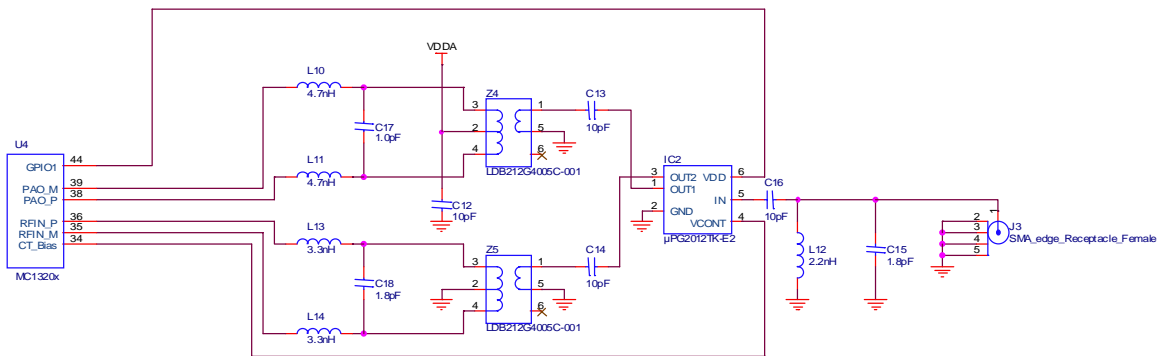 VDDA
L10
4.7nH
C17
1.0pF
Z4
3
2
4
1
5
6
LDB212G4005C-001
C13
10pF
U4
GPIO1
44
PAO_M
39
PAO_P
38
RFIN_P
36
RFIN_M
35
CT_Bias
34
MC1320x
L11
4.7nH
C12
10pF
IC2
3
OUT2
VDD
6
1
OUT1
IN
5
2
GND
VCONT
4
µPG2012TK-E2
C16
10pF
L12
2.2nH
C15
1.8pF
1
2
3
4
5
J3
SMA_edge_Receptacle_Female
L13
3.3nH
C18
1.8pF
L14
3.3nH
Z5
3
2
4
1
5
6
LDB212G4005C-001
C14
10pF